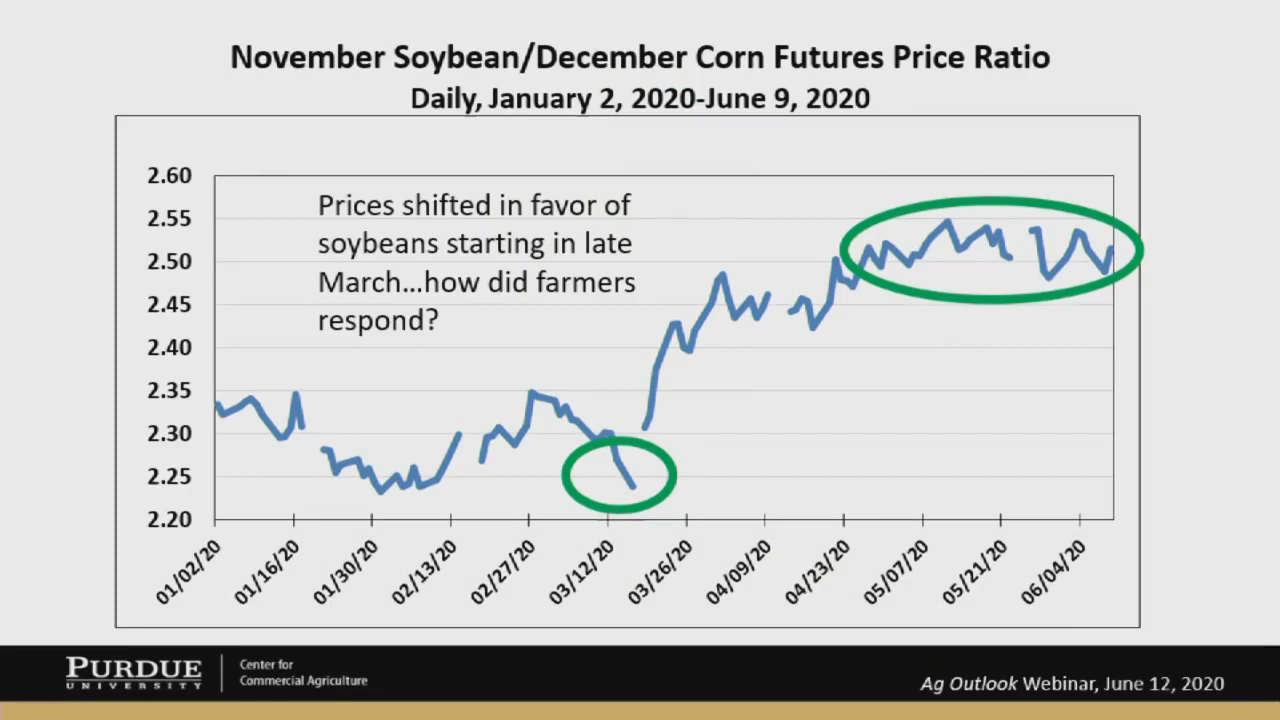 November Soybean/December Corn Futures Price Ratio
Daily, January 2, 2020-June 9, 2020
2.60
2.55
2.50
2.45
2.40
2.35
2.30
2.25
2.20
Prices shifted in favor of
soybeans starting in late
March...how did farmers
respond?
01/02/20
01/16/20
01/30/20
02/13/20
02/27/20
03/12/20
03/26/20
04/09/20
04/23/20
05/07/20
05/21/20
06/04/20
PURDUE
UNIVERSITY
Center for
Commercial Agriculture
Ag Outlook Webinar, June 12, 2020